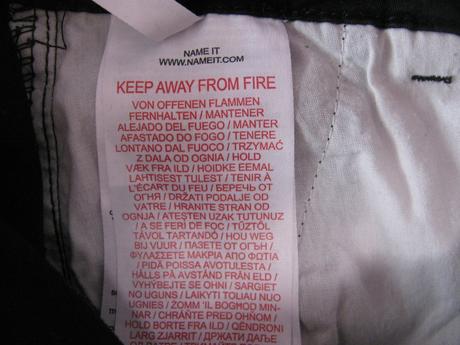 NAME IT
WWW.NAMEIT.COM
KEEP AWAY FROM FIRE
VON OFFENEN FLAMMEN
FERNHALTEN / MANTENER
ALEJADO DEL FUEGO / MANTER
AFASTADO DO FOGO / TENERE
LONTANO DAL FUOCO / TRZYMAĆ
Z DALA OD OGNIA / HOLD
VÆK FRA ILD / HOIDKE EEMAL
LAHTISEST TULEST / TENIR À
L'ÉCART DU FEU / БЕРЕЧЬ ОТ
ОГНЯ / DRŽATI PODALJE OD
VATRE / HRANITE STRAN OD
OGNJA / ATEŞTEN UZAK TUTUNUZ
/ A SE FERI DE FOC / TŰZTŐL
TÁVOL TARTANDÓ / HOU WEG
BIJ VUUR / ПАЗЕТЕ ОТ ОГЪН /
ΦΥΛΑΣΣΕΤΕ ΜΑΚΡΙΑ ΑΠΟ ΦΩΤΙΑ
/ PIDÄ POISSA AVOTULESTA /
HÅLLS PÅ AVSTÅND FRÅN ELD /
VYHÝBEJTE SE OHNI / SARGIET
NO UGUNS / LAIKYTI TOLIAU NUO
UGNIES / ŻOMM 'IL BOGĦOD MIN-
NAR / CHRÁŇTE PRED OHŇOM /
HOLD BORTE FRA ILD / QËNDRONI
LARG ZJARRIT / ДРЖАТИ ДАЉЕ